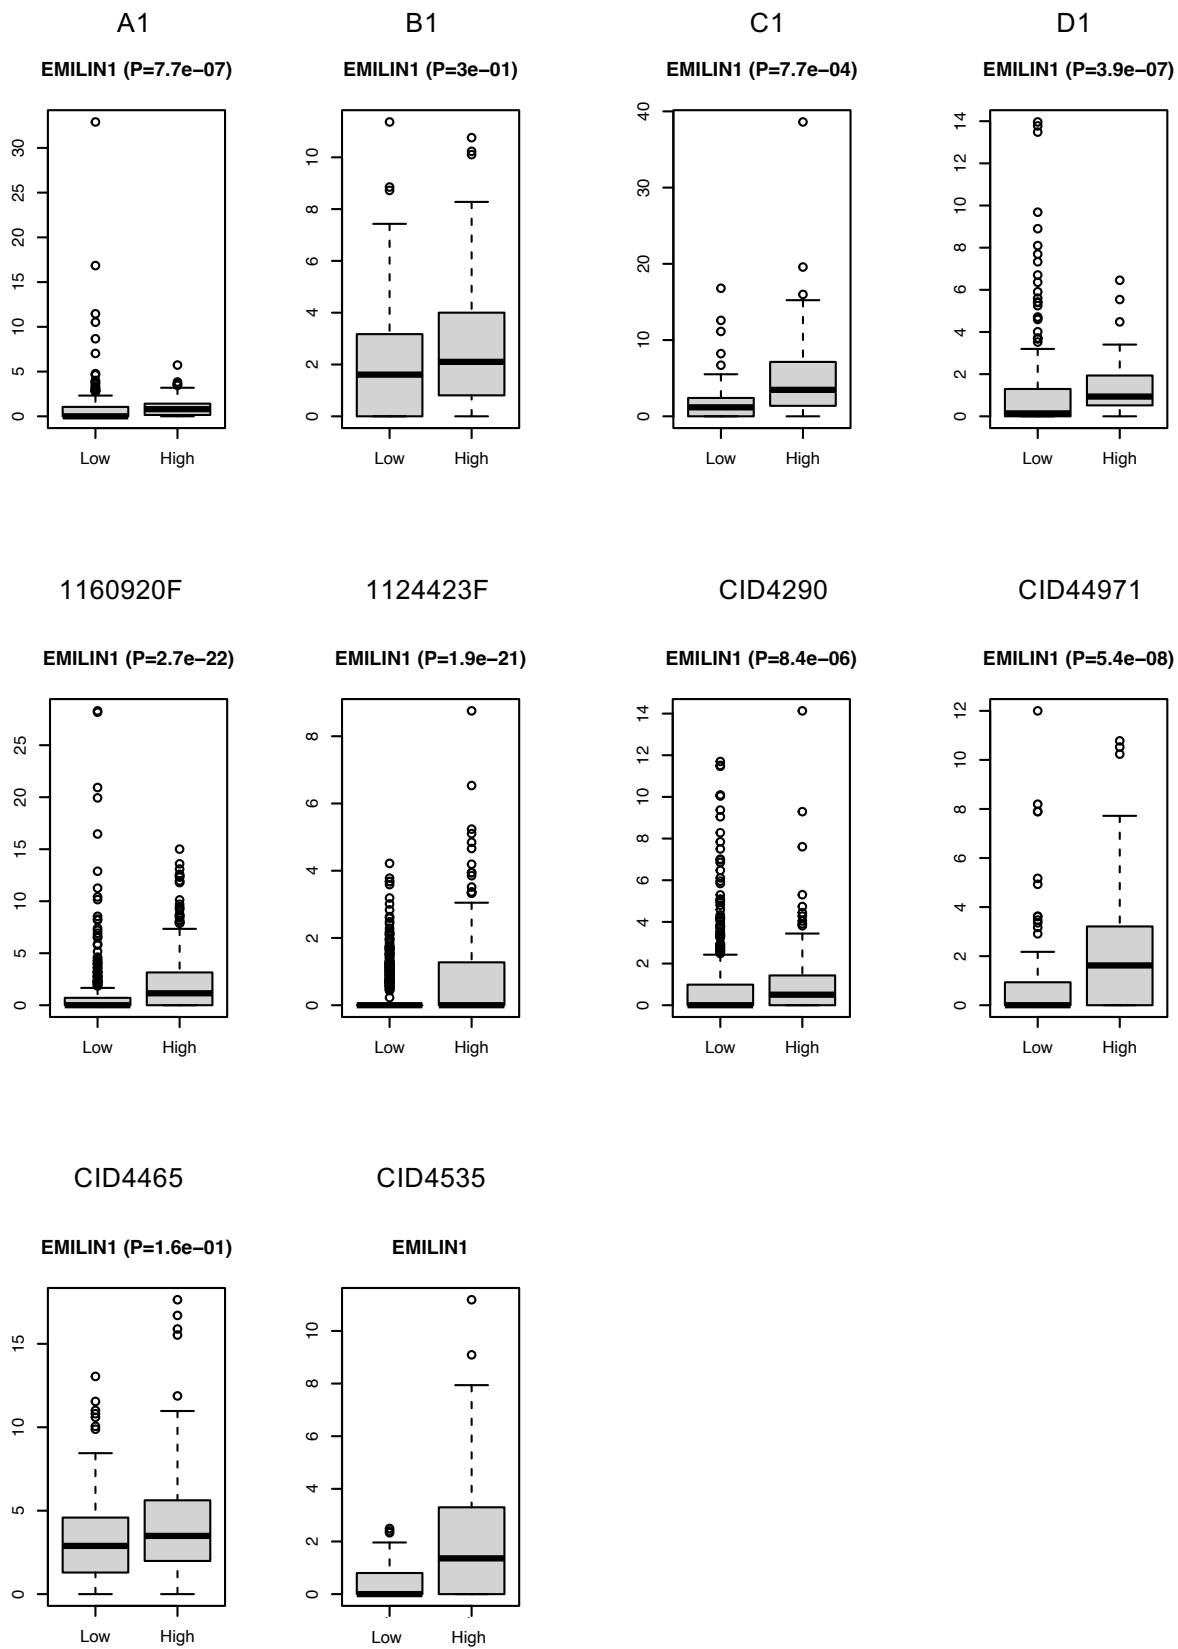 A1 B1 C1 D1
EMILIN1 (P=7.7e−07) EMILIN1 (P=3e−01) EMILIN1 (P=7.7e−04) EMILIN1 (P=3.9e−07)
0 5 10 15 20 25 30
0 2 4 6 8 10
0 10 20 30 40
0 2 4 6 8 10 12 14
Low High Low High Low High Low High
1160920F 1124423F CID4290 CID44971
EMILIN1 (P=2.7e−22) EMILIN1 (P=1.9e−21) EMILIN1 (P=8.4e−06) EMILIN1 (P=5.4e−08)
0 5 10 15 20 25
0 2 4 6 8
0 2 4 6 8 10 12 14
0 2 4 6 8 10 12
Low High Low High Low High Low High
CID4465 CID4535
EMILIN1 (P=1.6e−01) EMILIN1
0 5 10 15
0 2 4 6 8 10
Low High Low High